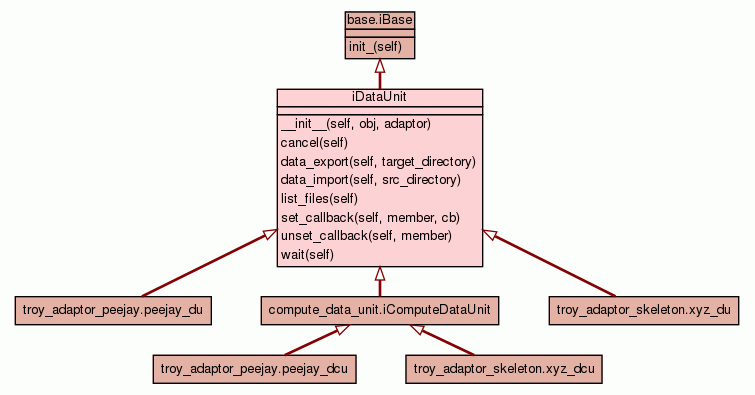 base.iBase
init_(self)
iDataUnit
__init__(self, obj, adaptor)
cancel(self)
data_export(self, target_directory)
data_import(self, src_directory)
list_files(self)
set_callback(self, member, cb)
unset_callback(self, member)
wait(self)
troy_adaptor_peejay.peejay_du
compute_data_unit.iComputeDataUnit
troy_adaptor_skeleton.xyz_du
troy_adaptor_peejay.peejay_dcu
troy_adaptor_skeleton.xyz_dcu